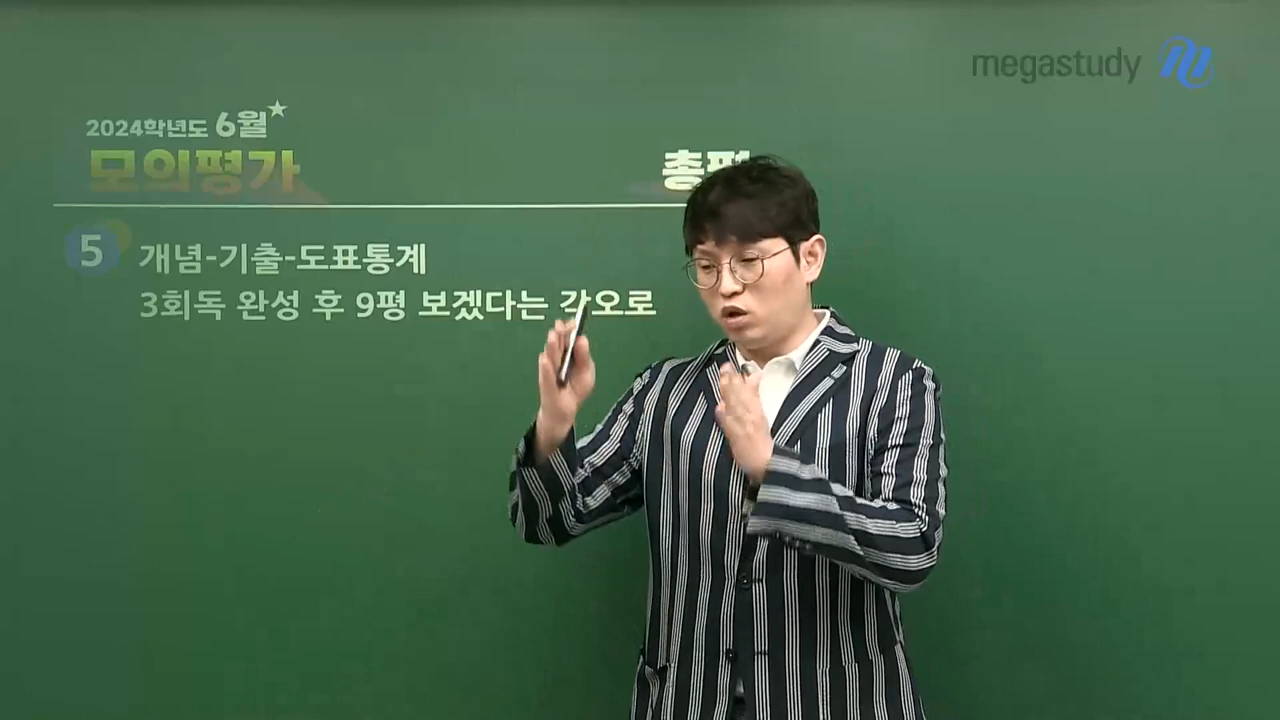 megastudy
2024학년도 6월
모의평가
총평
5
개념-기출-도표통계
3회독 완성 후 9평 보겠다는 각오로